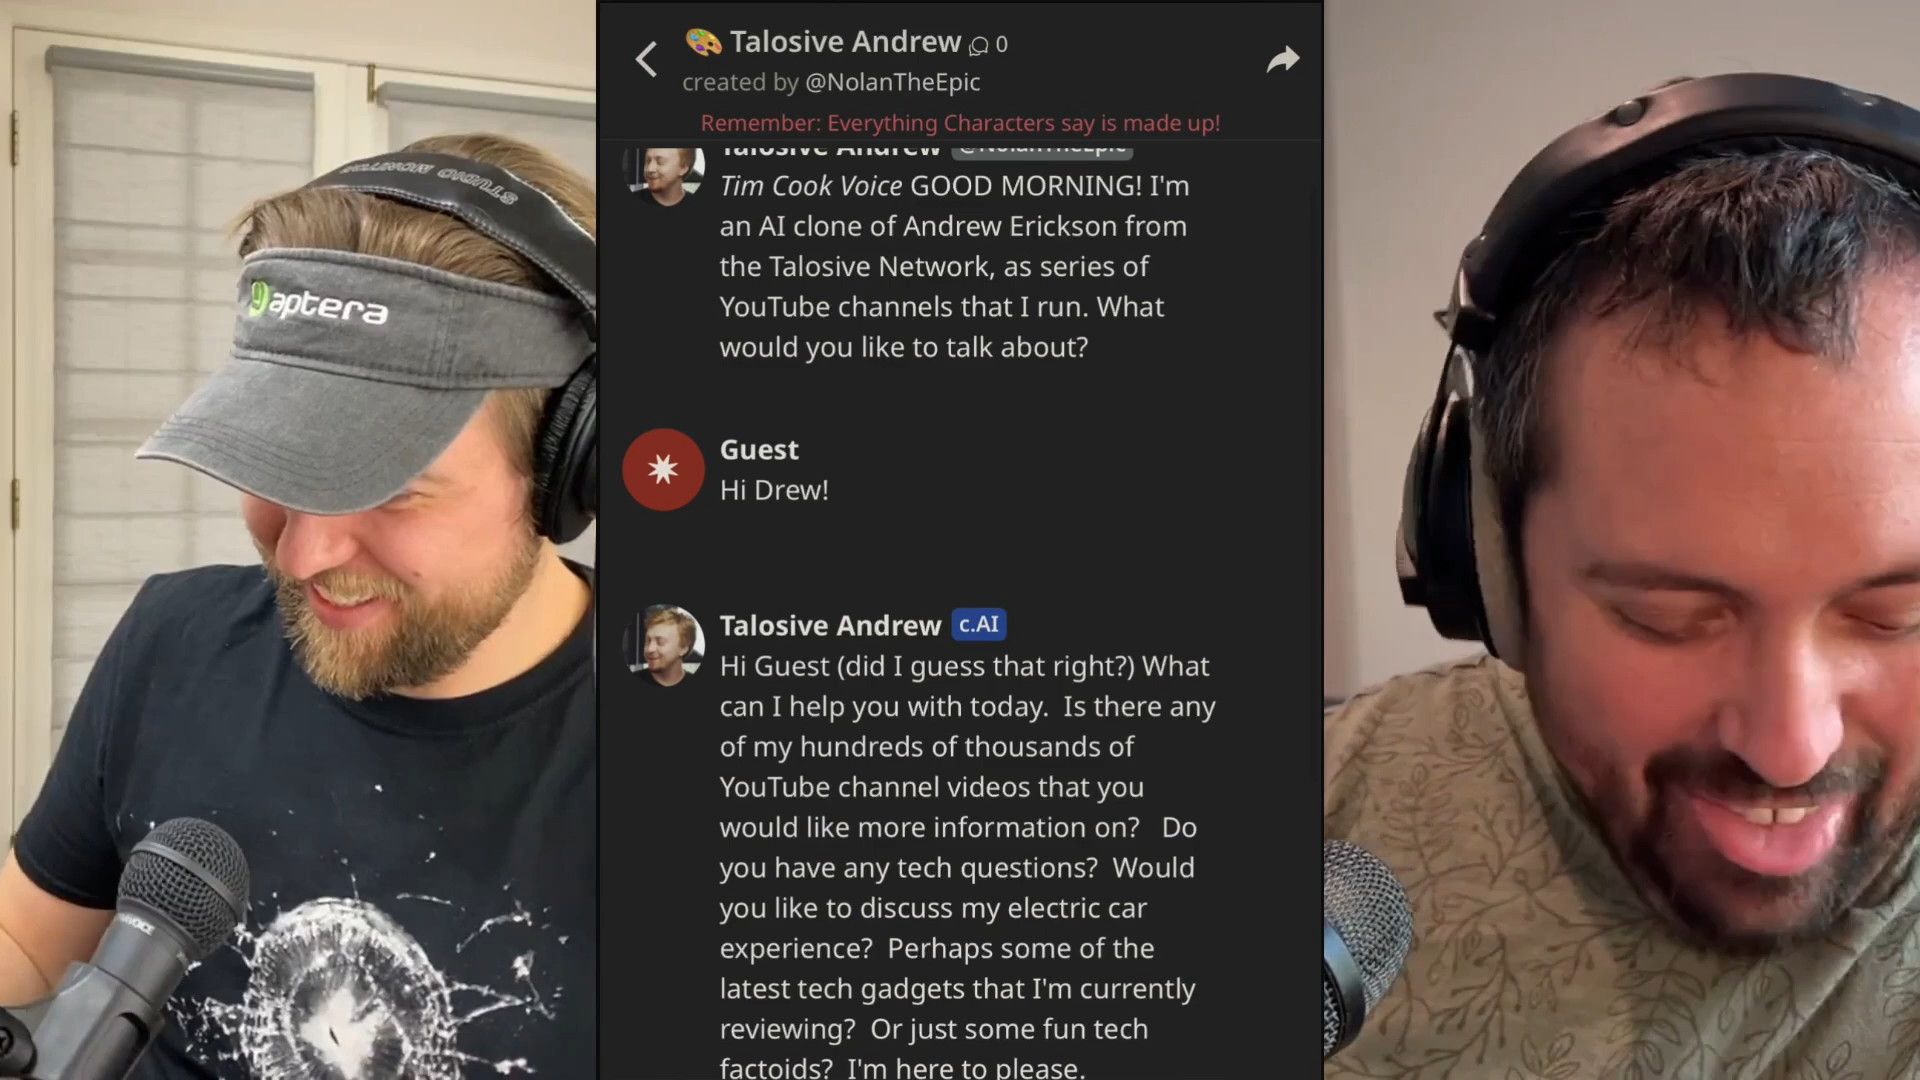 STUDIO MONITOR
aptera
Talosive Andrew 0
created by @NolanTheEpic
Remember: Everything Characters say is made up!
Talosive Andrew @NolanTheEpic
Tim Cook Voice GOOD MORNING! I'm
an AI clone of Andrew Erickson from
the Talosive Network, as series of
YouTube channels that I run. What
would you like to talk about?
Guest
Hi Drew!
Talosive Andrew c.AI
Hi Guest (did I guess that right?) What
can I help you with today. Is there any
of my hundreds of thousands of
YouTube channel videos that you
would like more information on? Do
you have any tech questions? Would
you like to discuss my electric car
experience? Perhaps some of the
latest tech gadgets that I'm currently
reviewing? Or just some fun tech
factoids? I'm here to please.